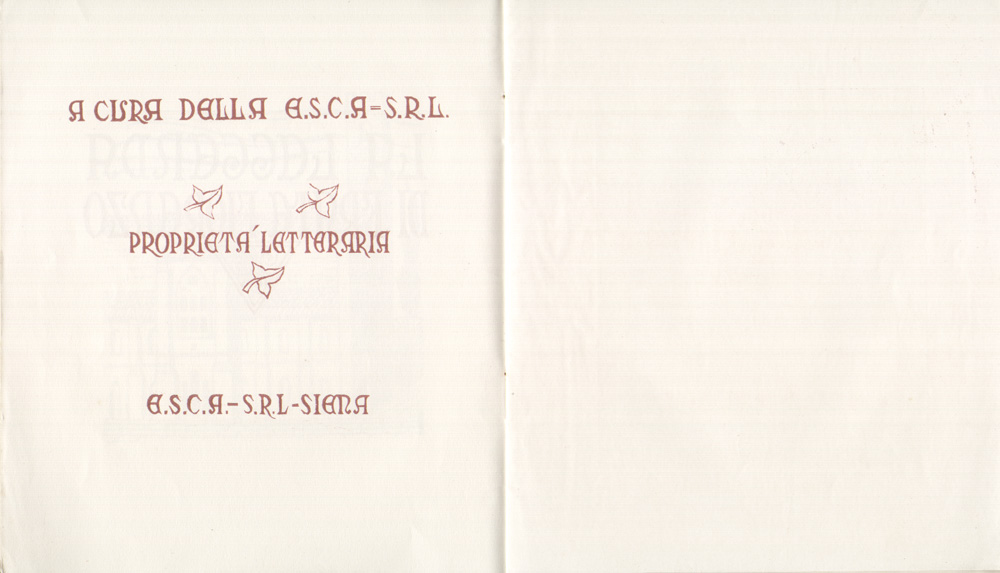 A CURA DELLA E.S.C.A=S.R.L.
PROPRIETA´ LETTERARIA
E.S.C.A.-S.R.L-SIENA